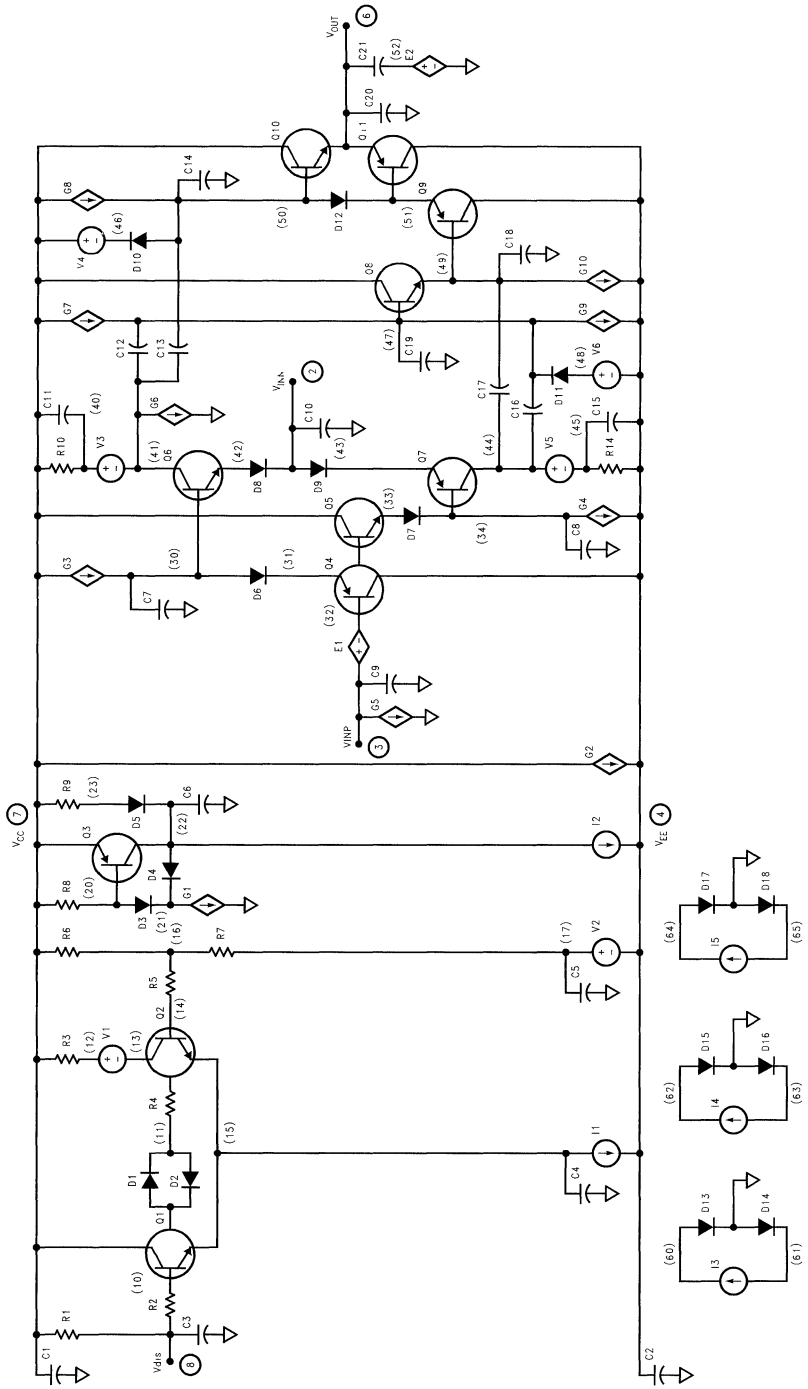 VCC
7
C1
R1
R3
R6
R8
R9
G3
R10
C11
G7
V4
G8
(12)
(23)
Q3
(40)
(46)
V1
(20)
V3
D10
C14
(13)
D5
C7
C12
D1
D3
D4
C6
(41)
C13
(10)
Q1
(11)
Q2
(21)
(22)
(30)
Q6
G6
R2
D2
R4
R5
(16)
G1
Vdis
8
C3
(14)
R7
D6
(42)
Q10
(15)
(31)
D8
(50)
VINP
3
G5
C9
E1
(32)
Q4
Q5
VINN
2
C10
D12
VOUT
6
C20
C21
(52)
E2
D9
(33)
(43)
(47)
Q8
Q11
D7
C19
(51)
Q7
(49)
Q9
(34)
(44)
C17
C18
C16
D11
(17)
C4
C5
C8
V5
(48)
I1
V2
I2
G2
G4
(45)
V6
G9
G10
R14
C15
C2
VEE
4
(60)
(62)
(64)
D13
D15
D17
I3
I4
I5
D14
D16
D18
(61)
(63)
(65)